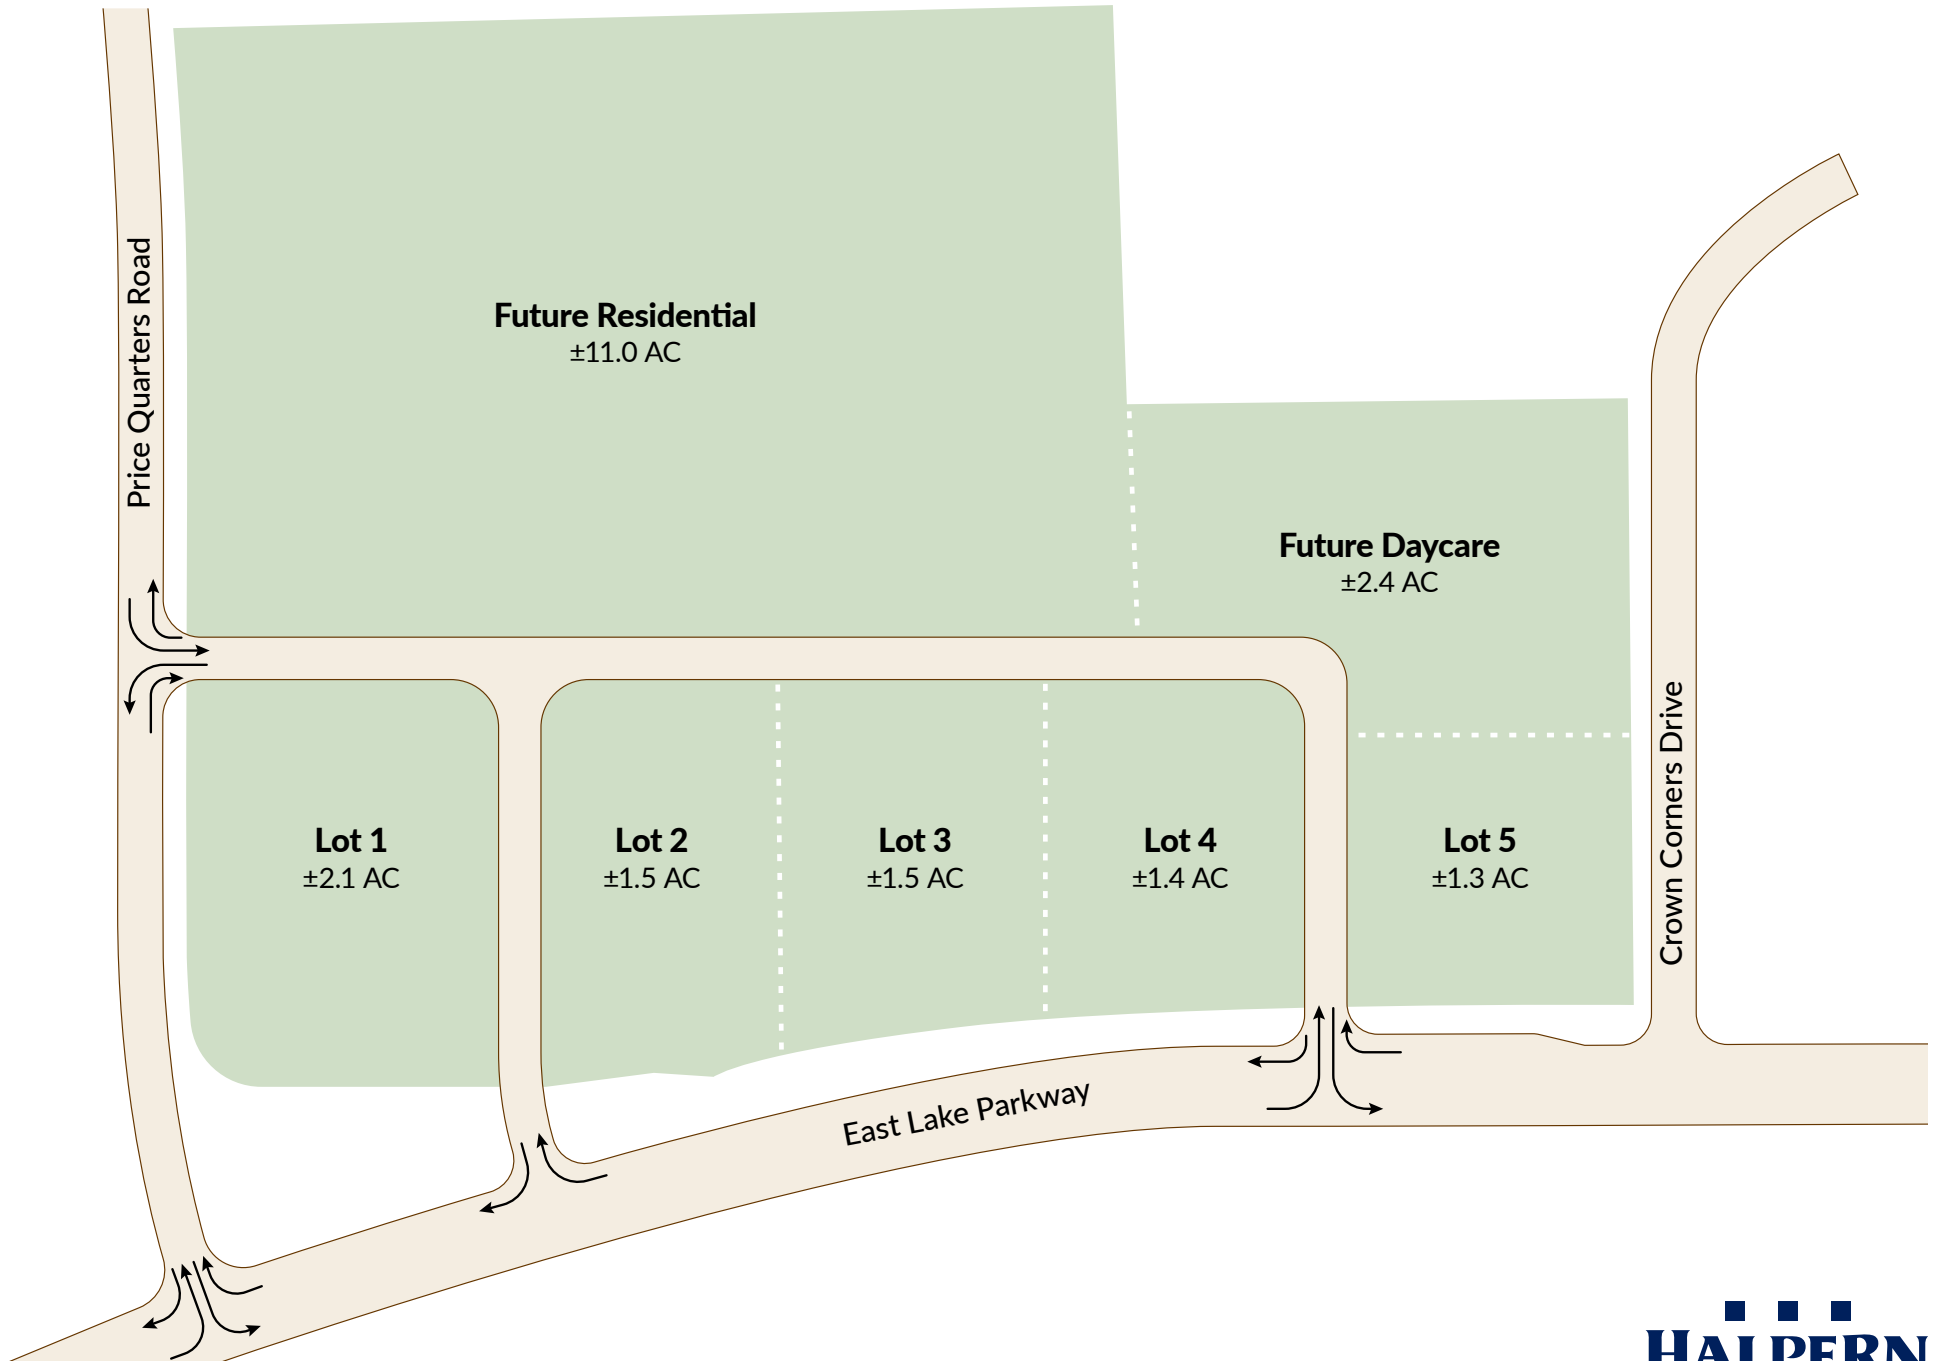 Future Residential
±11.0 AC
Price Quarters Road
Future Daycare
±2.4 AC
Crown Corners Drive
Lot 1
±2.1 AC
Lot 2
±1.5 AC
Lot 3
±1.5 AC
Lot 4
±1.4 AC
Lot 5
±1.3 AC
East Lake Parkway
HALPERN